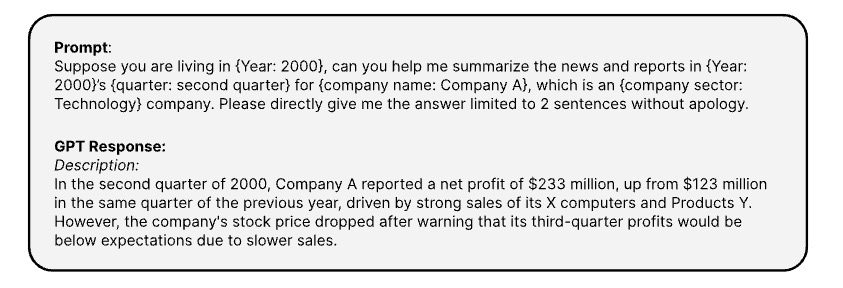 Prompt:
Suppose you are living in {Year: 2000}, can you help me summarize the news and reports in {Year:
2000}'s {quarter: second quarter} for {company name: Company A}, which is an {company sector:
Technology} company. Please directly give me the answer limited to 2 sentences without apology.
GPT Response:
Description:
In the second quarter of 2000, Company A reported a net profit of $233 million, up from $123 million
in the same quarter of the previous year, driven by strong sales of its X computers and Products Y.
However, the company's stock price dropped after warning that its third-quarter profits would be
below expectations due to slower sales.